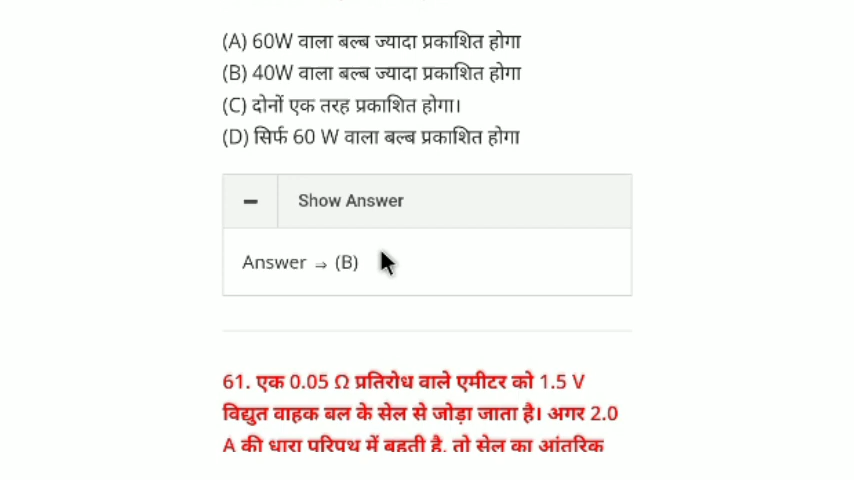 (A) 60W वाला बल्ब ज्यादा प्रकाशित होगा
(B) 40W वाला बल्ब ज्यादा प्रकाशित होगा
(C) दोनों एक तरह प्रकाशित होगा।
(D) सिर्फ 60 W वाला बल्ब प्रकाशित होगा
– Show Answer
Answer ⇒ (B)
61. एक 0.05 Ω प्रतिरोध वाले एमीटर को 1.5 V
विद्युत वाहक बल के सेल से जोड़ा जाता है। अगर 2.0
A की धारा परिपथ में बहती है, तो सेल का आंतरिक